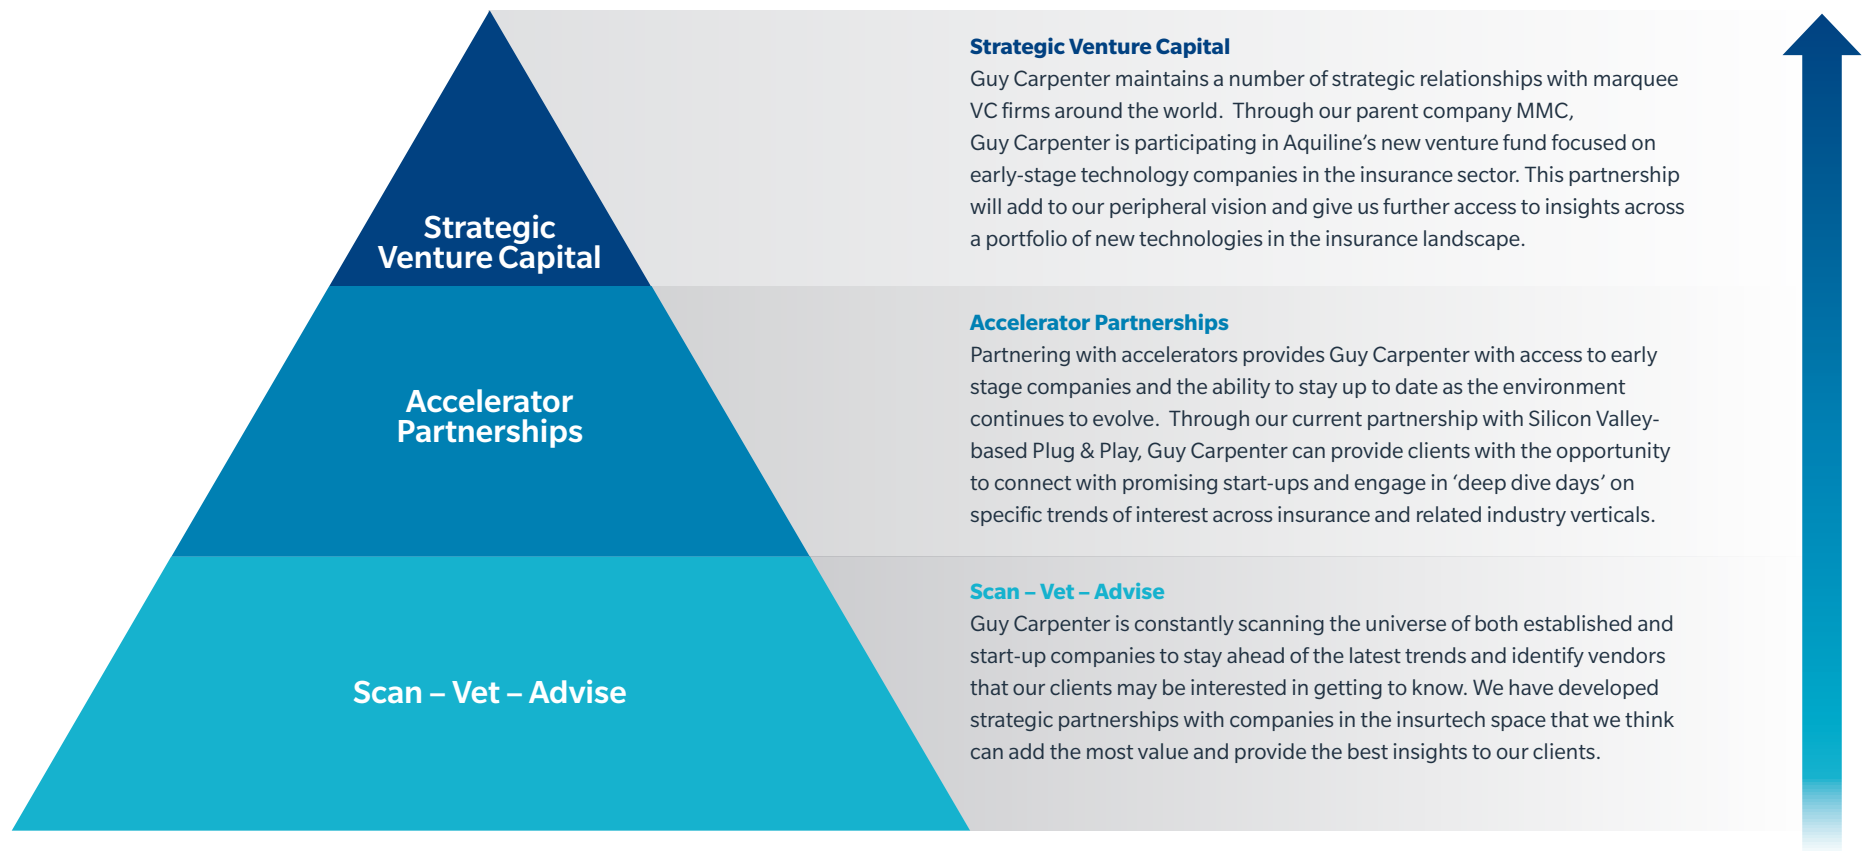 Strategic
Venture Capital
Strategic Venture Capital
Guy Carpenter maintains a number of strategic relationships with marquee
VC firms around the world.  Through our parent company MMC,
Guy Carpenter is participating in Aquiline’s new venture fund focused on
early-stage technology companies in the insurance sector. This partnership
will add to our peripheral vision and give us further access to insights across
a portfolio of new technologies in the insurance landscape.
Accelerator
Partnerships
Accelerator Partnerships
Partnering with accelerators provides Guy Carpenter with access to early
stage companies and the ability to stay up to date as the environment
continues to evolve.  Through our current partnership with Silicon Valley-
based Plug & Play, Guy Carpenter can provide clients with the opportunity
to connect with promising start-ups and engage in ‘deep dive days’ on
specific trends of interest across insurance and related industry verticals.
Scan – Vet – Advise
Scan – Vet – Advise
Guy Carpenter is constantly scanning the universe of both established and
start-up companies to stay ahead of the latest trends and identify vendors
that our clients may be interested in getting to know. We have developed
strategic partnerships with companies in the insurtech space that we think
can add the most value and provide the best insights to our clients.